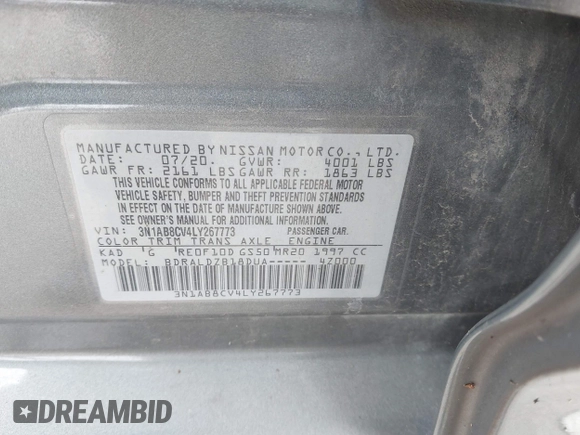 MANUFACTURED BY NISSAN MOTOR CO., LTD.
DATE: 07/20. GVWR: 4001 LBS
GAWR FR: 2161 LBS GAWR RR: 1863 LBS
THIS VEHICLE CONFORMS TO ALL APPLICABLE FEDERAL MOTOR
VEHICLE SAFETY, BUMPER AND THEFT PREVENTION STANDARDS
IN EFFECT ON THE DATE OF MANUFACTURE SHOWN ABOVE.
SEE OWNER'S MANUAL FOR ADDITIONAL INFORMATION.
VIN: 3N1AB8CV4LY267773 PASSENGER CAR.
COLOR TRIM TRANS AXLE ENGINE
KAD 'G 'RE0F10D GS50'MR20 1997 CC
MODEL: BDRALDZB18DUA----- 4Z000
3N1AB8CV4LY267773
DREAMBID